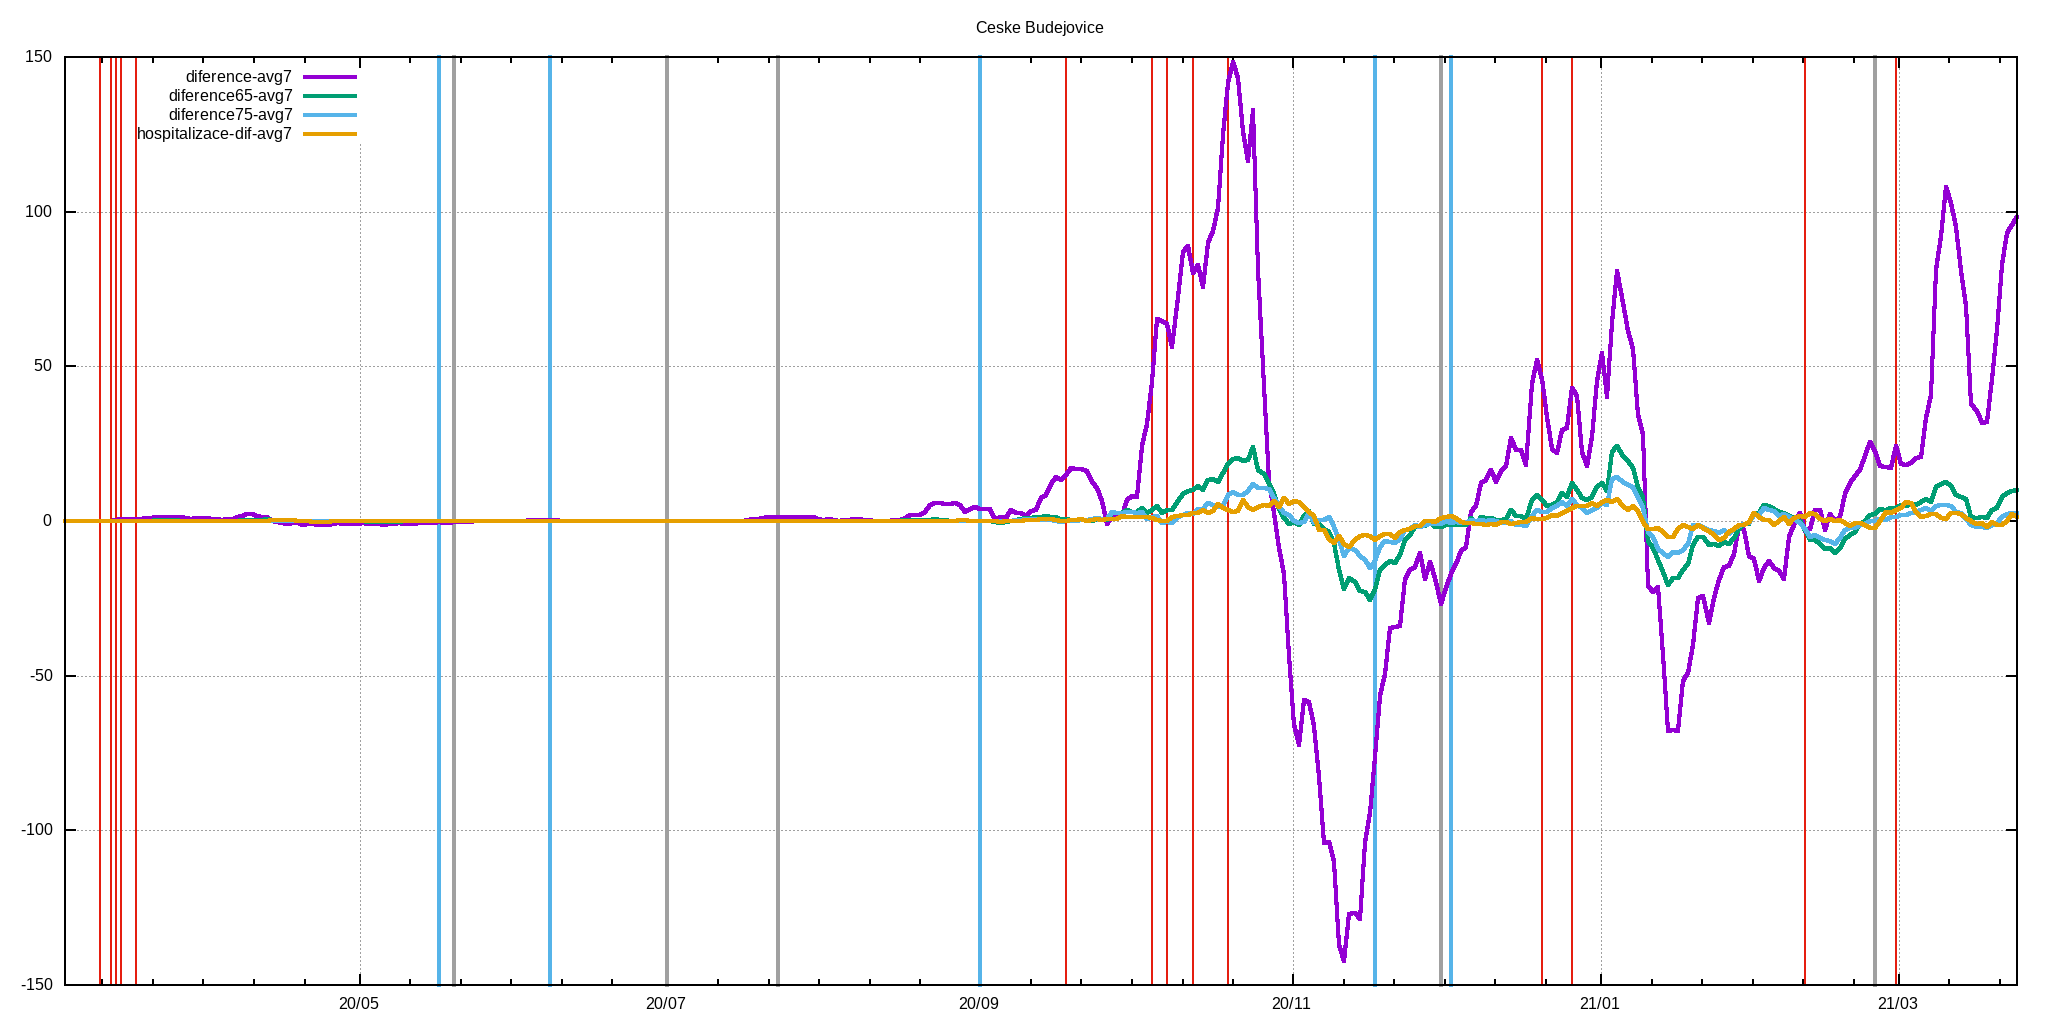 Ceske Budejovice
150
100
50
0
-50
-100
-150
diference-avg7
diference65-avg7
diference75-avg7
hospitalizace-dif-avg7
20/05
20/07
20/09
20/11
21/01
21/03